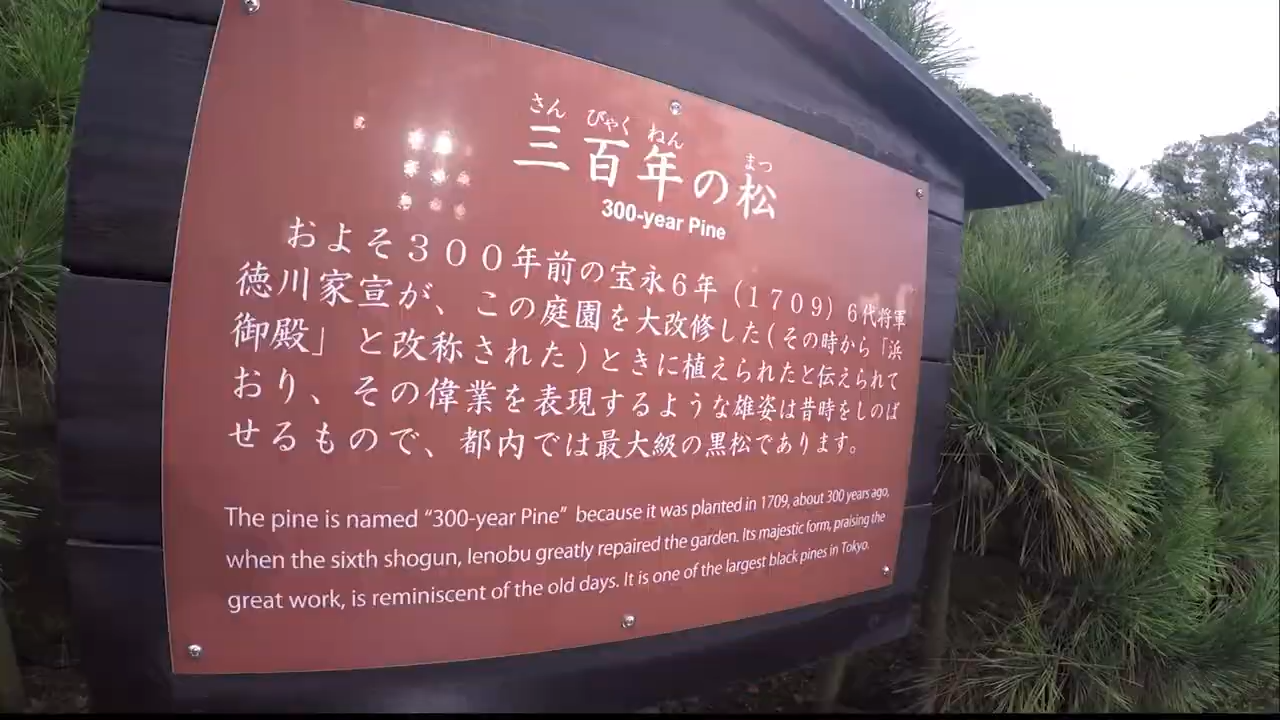 さん びゃく ねん まつ
三百年の松
300-year Pine
およそ３００年前の宝永６年（１７０９）６代将軍
徳川家宣が、この庭園を大改修した(その時から「浜
御殿」と改称された)ときに植えられたと伝えられて
おり、その偉業を表現するような雄姿は昔時をしのば
せるもので、都内では最大級の黒松であります。
The pine is named “300-year Pine” because it was planted in 1709, about 300 years ago,
when the sixth shogun, Ienobu greatly repaired the garden. Its majestic form, praising the
great work, is reminiscent of the old days. It is one of the largest black pines in Tokyo.